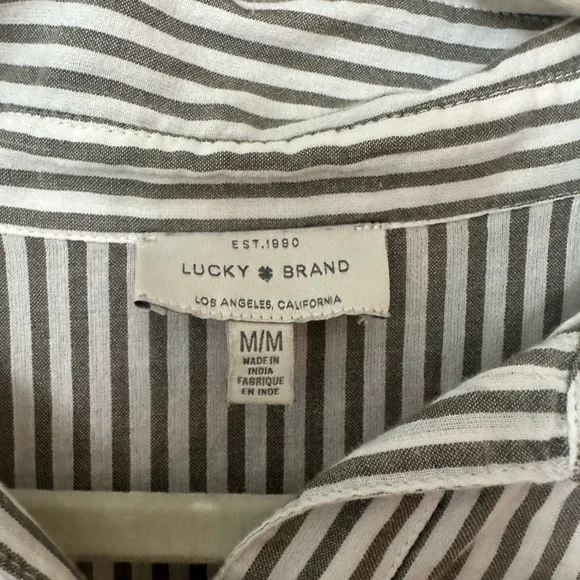 EST.1990
LUCKY BRAND
LOS ANGELES, CALIFORNIA
M/M
MADE IN
INDIA
FABRIQUE
EN INDE